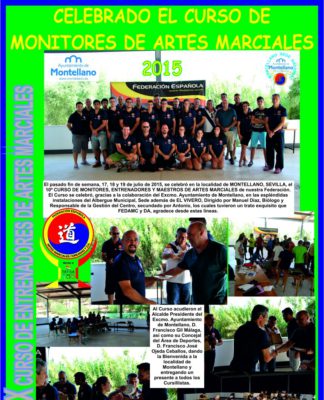 CELEBRADO EL CURSO DE
MONITORES DE ARTES MARCIALES
Ayuntamiento de
Montellano
2015
Montellano
FEDERACIÓN ESPAÑOLA
El pasado fin de semana, 17, 18 y 19 de julio de 2015, se celebró en la localidad de MONTELLANO, SEVILLA, el
10º CURSO DE MONITORES, ENTRENADORES Y MAESTROS DE ARTES MARCIALES de nuestra Federación.
El Curso se celebró, gracias a la colaboración del Excmo. Ayuntamiento de Montellano, en las espléndidas
instalaciones del Albergue Municipal, Sede además de EL VIVERO, Dirigido por Manuel Díaz, Biólogo y
Responsable de la Gestión del Centro, secundado por Antonio, los cuales tuvieron un trato exquisito que
FEDAMC y DA, agradece desde estas líneas.
Al Curso acudieron el
Alcalde Presidente del
Excmo. Ayuntamiento
de Montellano, D.
Francisco Gil Málaga,
así como su Concejal
del Área de Deportes,
D. Francisco José
Ojeda Ceballos, dando
la Bienvenida a la
localidad de
Montellano y
entregando un
presente a todos los
Cursillistas.
X CURSO DE ENTRENADORES DE ARTES MARCIALES